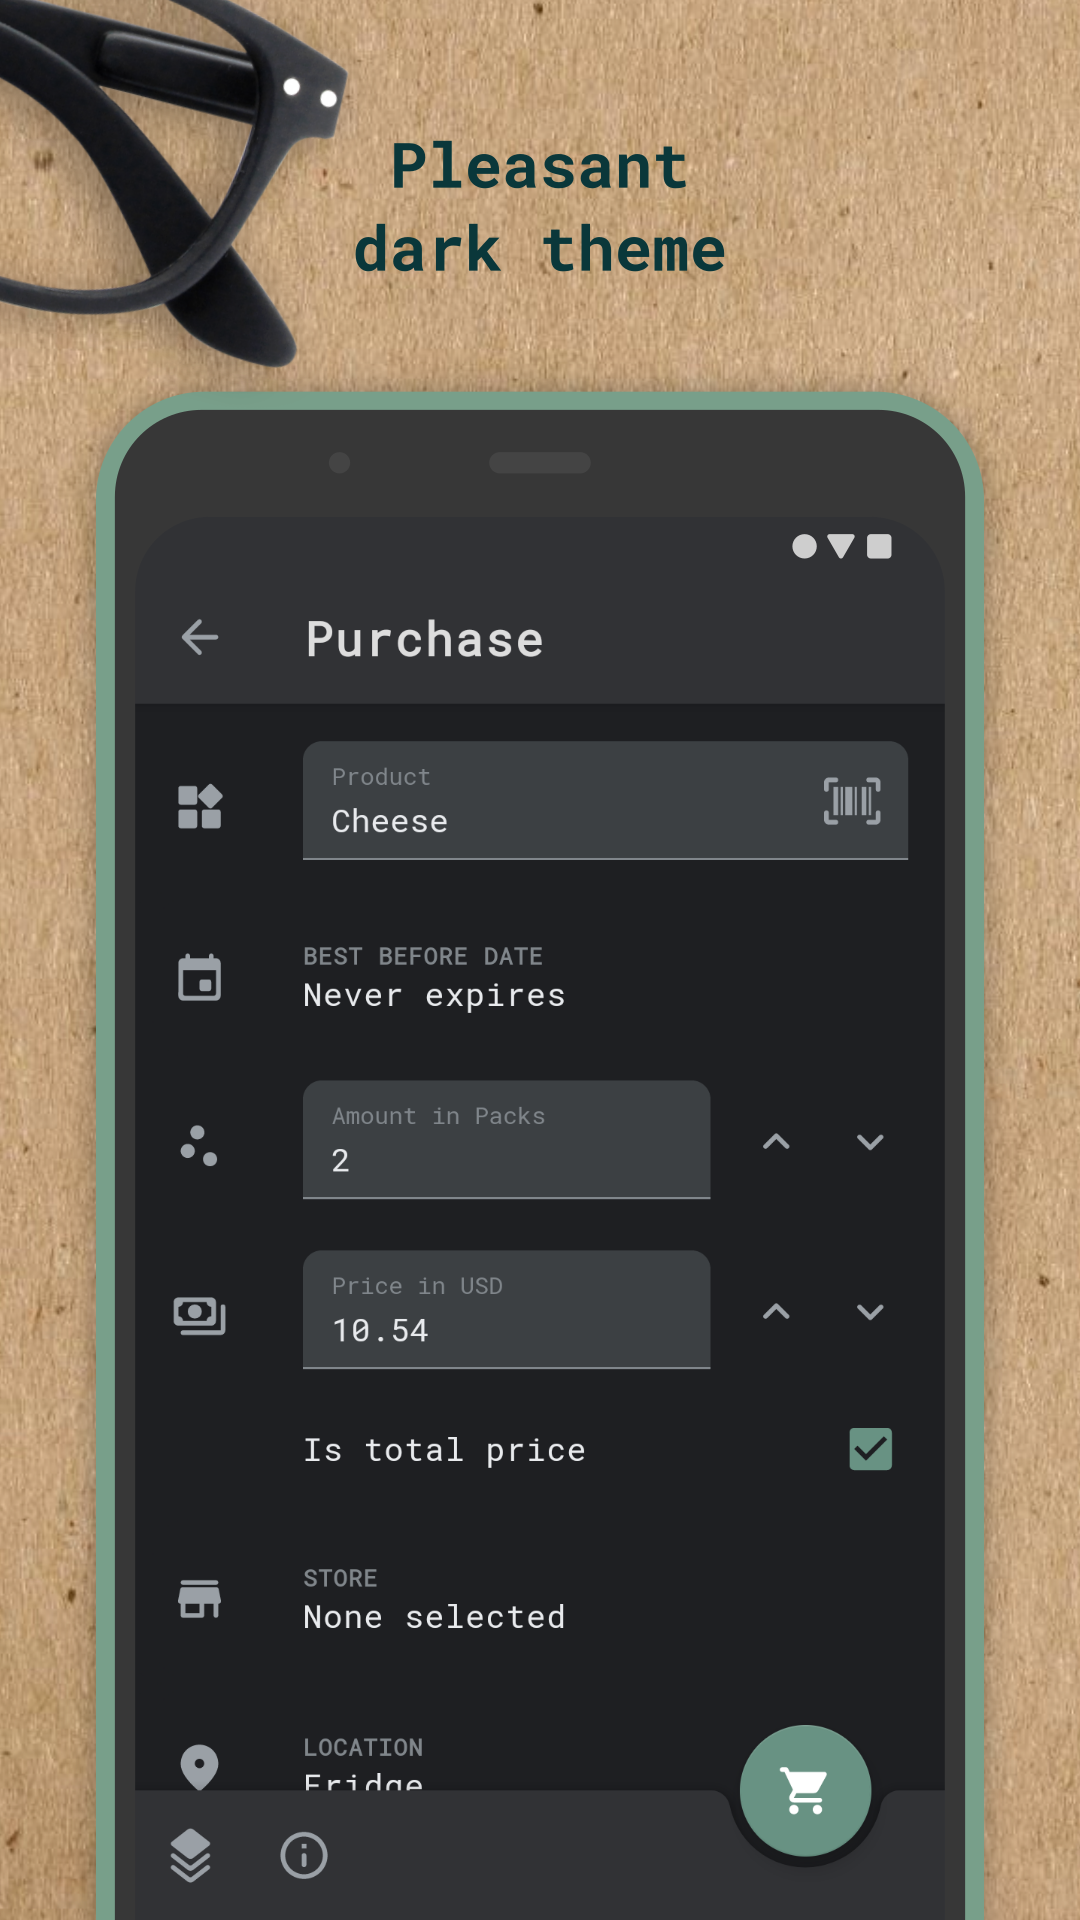 Pleasant
dark theme
Purchase
Product
Cheese
BEST BEFORE DATE
Never expires
Amount in Packs
2
Price in USD
10.54
Is total price
STORE
None selected
LOCATION
Fridge